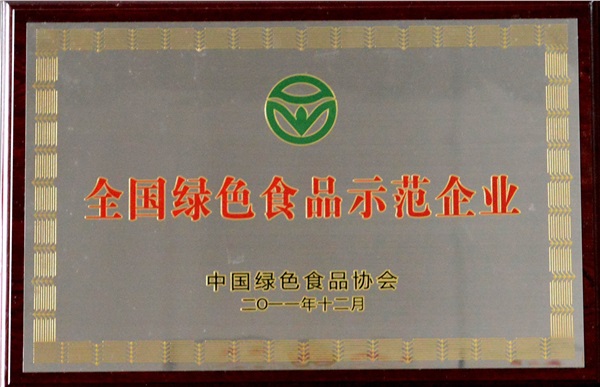 全国绿色食品示范企业
中国绿色食品协会
二〇一一年十二月